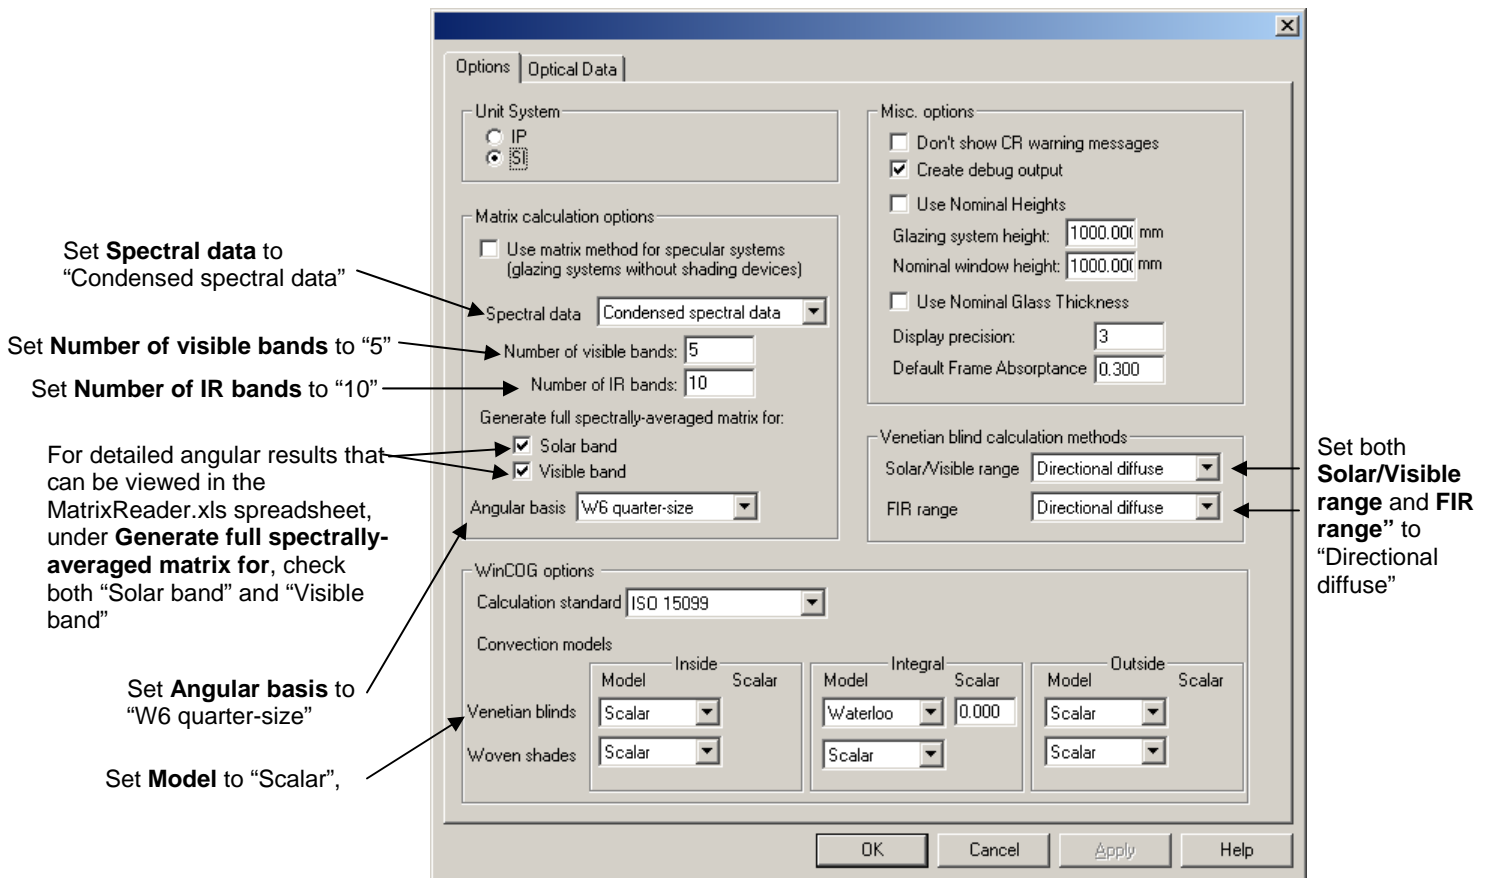 Options
Optical Data
Unit System
IP
SI
Matrix calculation options
Use matrix method for specular systems
(glazing systems without shading devices)
Spectral data
Condensed spectral data
Number of visible bands:
5
Number of IR bands:
10
Generate full spectrally-averaged matrix for:
Solar band
Visible band
Angular basis
W6 quarter-size
Misc. options
Don't show CR warning messages
Create debug output
Use Nominal Heights
Glazing system height:
1000.00(
mm
Nominal window height:
1000.00(
mm
Use Nominal Glass Thickness
Display precision:
3
Default Frame Absorptance
0.300
Venetian blind calculation methods
Solar/Visible range
Directional diffuse
FIR range
Directional diffuse
WinCOG options
Calculation standard
ISO 15099
Convection models
Inside
Integral
Outside
Model
Scalar
Model
Scalar
Model
Scalar
Venetian blinds
Scalar
Waterloo
0.000
Scalar
Woven shades
Scalar
Scalar
Scalar
OK
Cancel
Apply
Help
Set Spectral data to
“Condensed spectral data”
Set Number of visible bands to “5”
Set Number of IR bands to “10”
For detailed angular results that
can be viewed in the
MatrixReader.xls spreadsheet,
under Generate full spectrally-
averaged matrix for, check
both “Solar band” and “Visible
band”
Set Angular basis to
“W6 quarter-size”
Set Model to “Scalar”,
Set both
Solar/Visible
range and FIR
range” to
“Directional
diffuse”